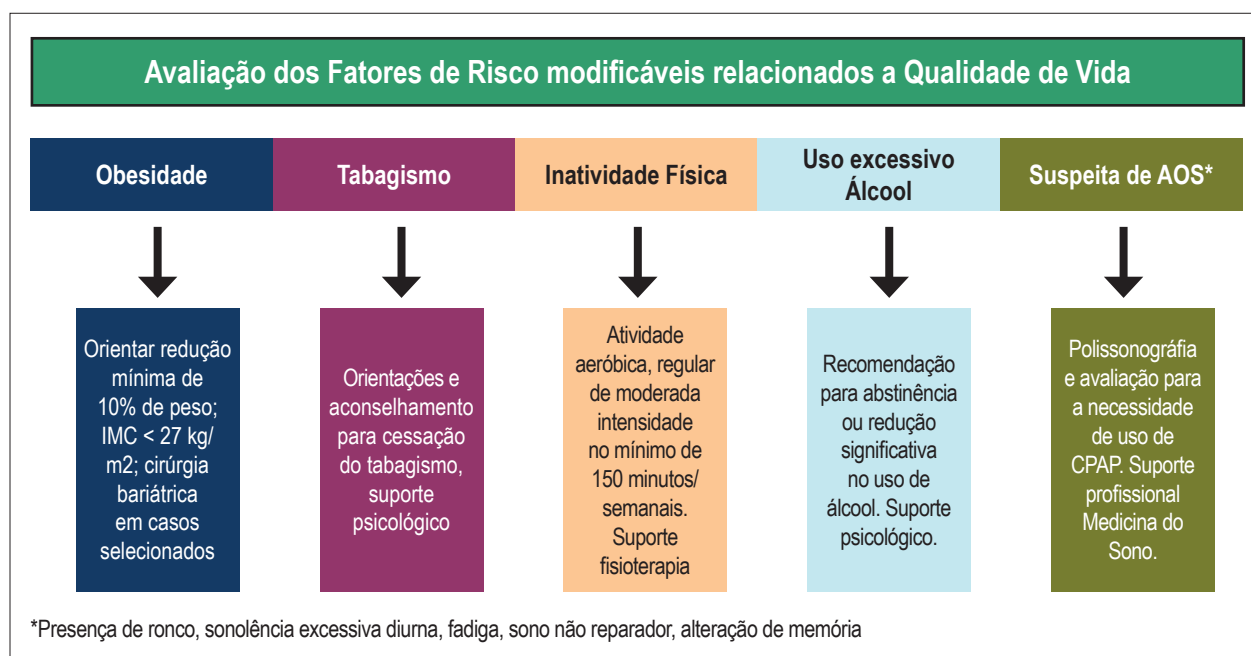 Avaliação dos Fatores de Risco modificáveis relacionados a Qualidade de Vida
Obesidade
Tabagismo
Inatividade Física
Uso excessivo
Álcool
Suspeita de AOS*
Orientar redução
mínima de
10% de peso;
IMC < 27 kg/
m2; cirúrgia
bariátrica
em casos
selecionados
Orientações e
aconselhamento
para cessação
do tabagismo,
suporte
psicológico
Atividade
aeróbica, regular
de moderada
intensidade
no mínimo de
150 minutos/
semanais.
Suporte
fisioterapia
Recomendação
para abstinência
ou redução
significativa
no uso de
álcool. Suporte
psicológico.
Polissonográfia
e avaliação para
a necessidade
de uso de
CPAP. Suporte
profissional
Medicina do
Sono.
*Presença de ronco, sonolência excessiva diurna, fadiga, sono não reparador, alteração de memória